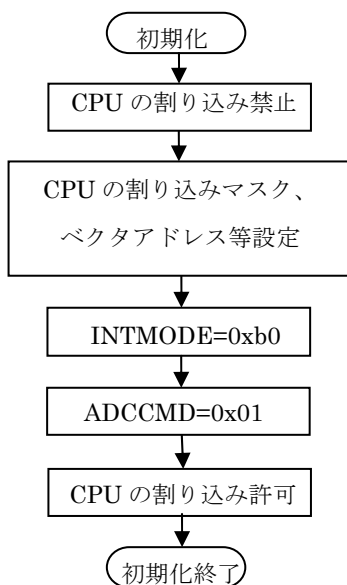 初期化
CPU の割り込み禁止
CPU の割り込みマスク、
ベクタアドレス等設定
INTMODE=0xb0
ADCCMD=0x01
CPU の割り込み許可
初期化終了